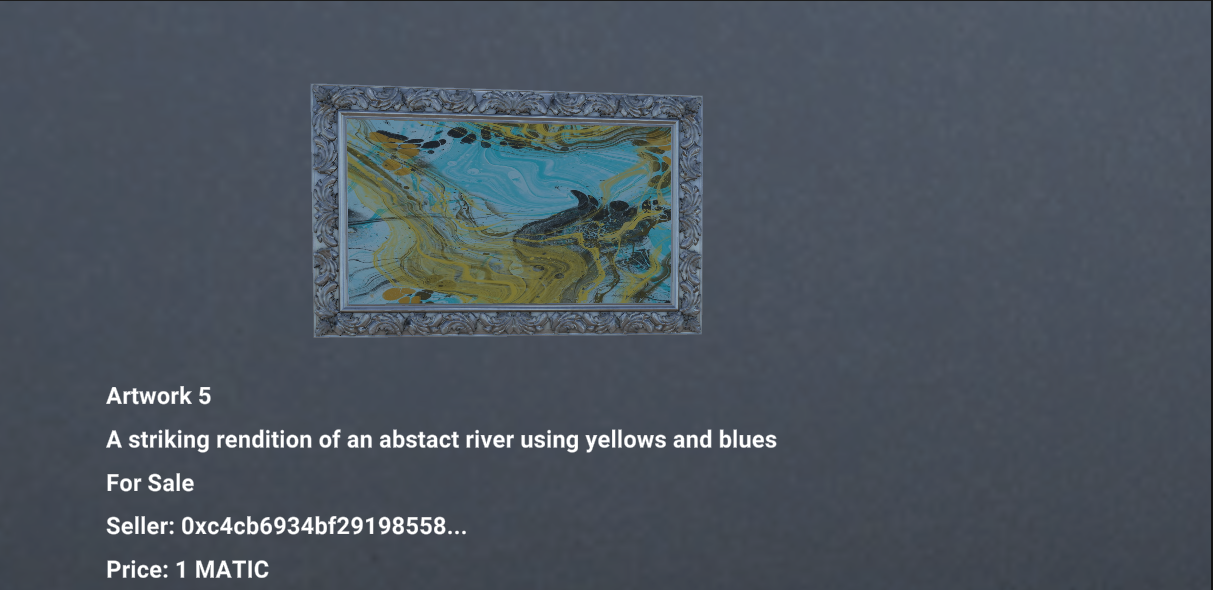 Artwork 5
A striking rendition of an abstact river using yellows and blues
For Sale
Seller: 0xc4cb6934bf29198558...
Price: 1 MATIC